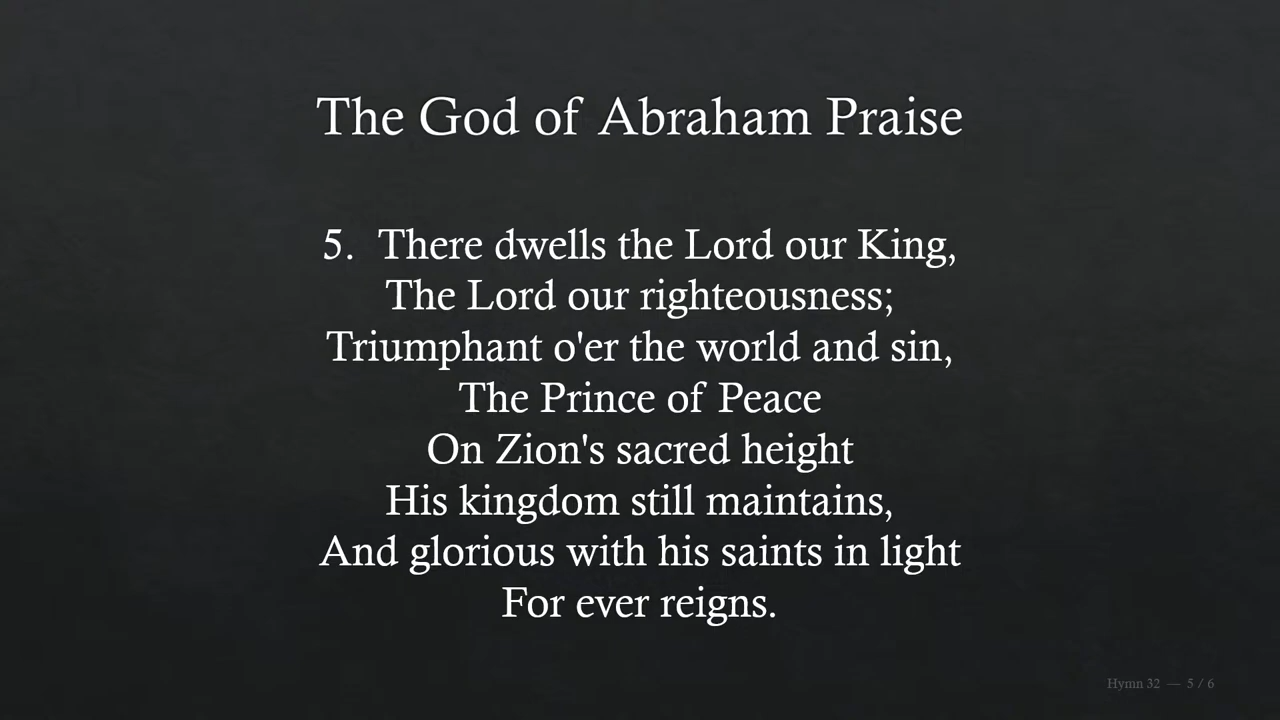 The God of Abraham Praise
5. There dwells the Lord our King,
The Lord our righteousness;
Triumphant o'er the world and sin,
The Prince of Peace
On Zion's sacred height
His kingdom still maintains,
And glorious with his saints in light
For ever reigns.
Hymn 32 — 5 / 6